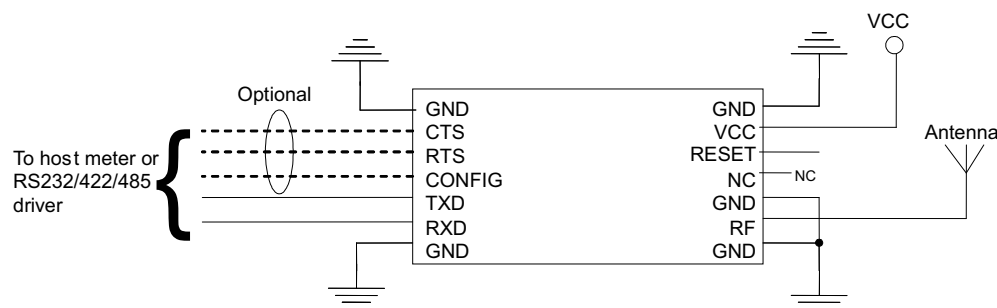 VCC
Optional
Antenna
To host meter or
RS232/422/485
driver
GND
CTS
RTS
CONFIG
TXD
RXD
GND
GND
VCC
RESET
NC
NC
GND
RF
GND